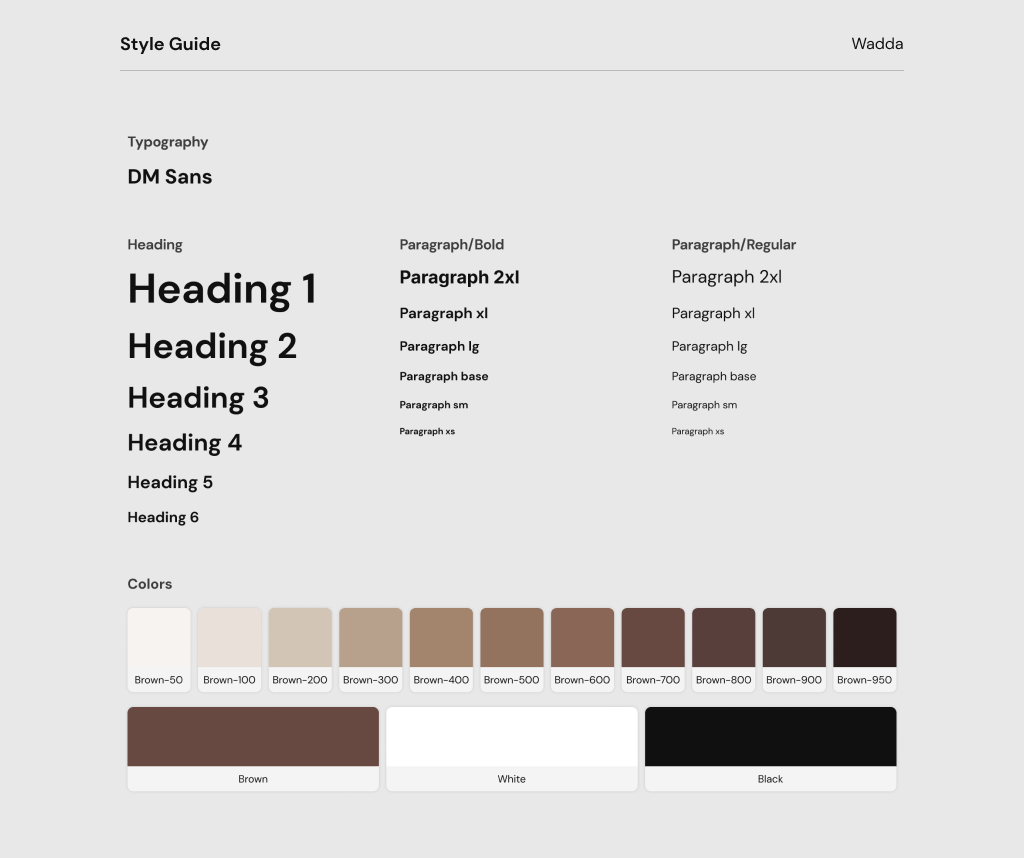 Style Guide
Wadda
Typography
DM Sans
Heading
Heading 1
Heading 2
Heading 3
Heading 4
Heading 5
Heading 6
Paragraph/Bold
Paragraph 2xl
Paragraph xl
Paragraph lg
Paragraph base
Paragraph sm
Paragraph xs
Paragraph/Regular
Paragraph 2xl
Paragraph xl
Paragraph lg
Paragraph base
Paragraph sm
Paragraph xs
Colors
Brown-50
Brown-100
Brown-200
Brown-300
Brown-400
Brown-500
Brown-600
Brown-700
Brown-800
Brown-900
Brown-950
Brown
White
Black